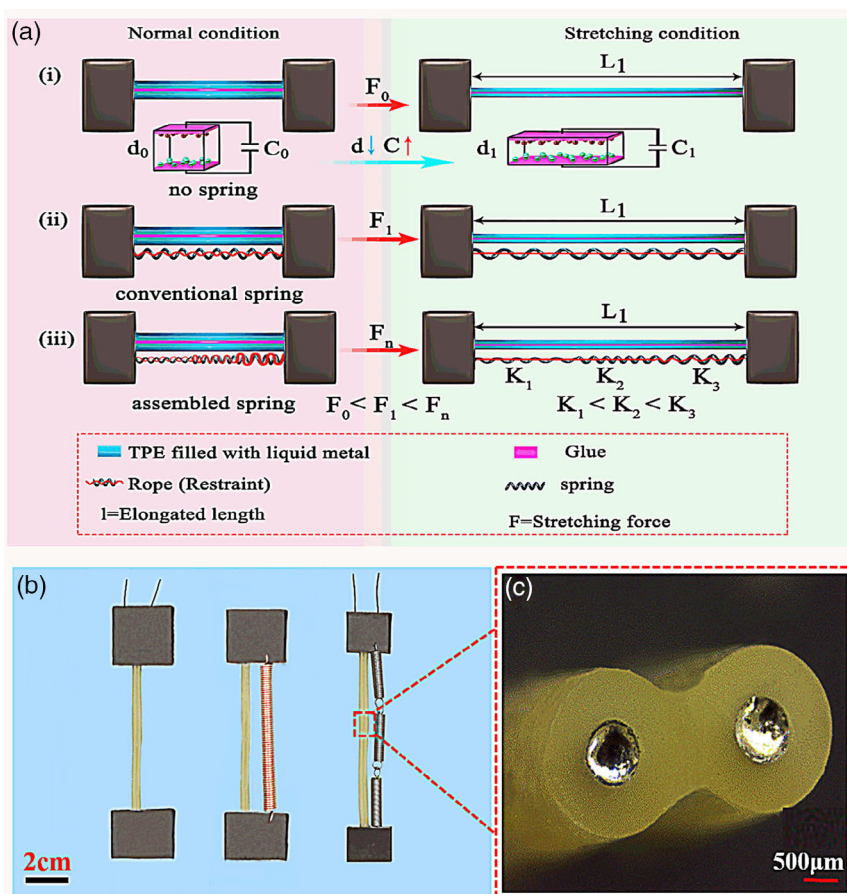 (a)
Normal condition
Stretching condition
(i)
F₀
L₁
d₀
C₀
d↓ C↑
d₁
C₁
no spring
(ii)
F₁
L₁
conventional spring
(iii)
Fₙ
L₁
K₁
K₂
K₃
assembled spring
F₀< F₁ < Fₙ
K₁ < K₂ < K₃
TPE filled with liquid metal
Glue
Rope (Restraint)
spring
l=Elongated length
F=Stretching force
(b)
2cm
(c)
500μm